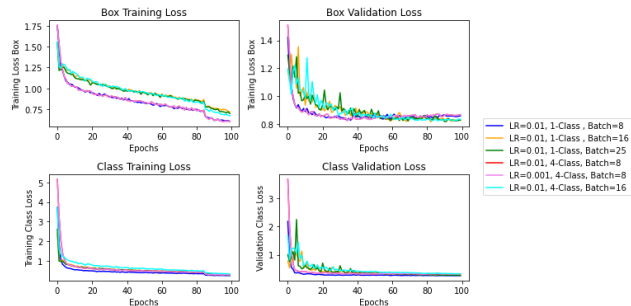 Box Training Loss
Box Validation Loss
Training Loss Box
1.75
1.50
1.25
1.00
0.75
0 20 40 60 80 100
Epochs
Training Loss Box
1.4
1.2
1.0
0.8
0 20 40 60 80 100
Epochs
LR=0.01, 1-Class , Batch=8
LR=0.01, 1-Class , Batch=16
LR=0.01, 1-Class, Batch=25
LR=0.01, 4-Class, Batch=8
LR=0.001, 4-Class, Batch=8
LR=0.01, 4-Class, Batch=16
Class Training Loss
Class Validation Loss
Training Class Loss
5
4
3
2
1
0 20 40 60 80 100
Epochs
Validation Class Loss
3
2
1
0 20 40 60 80 100
Epochs